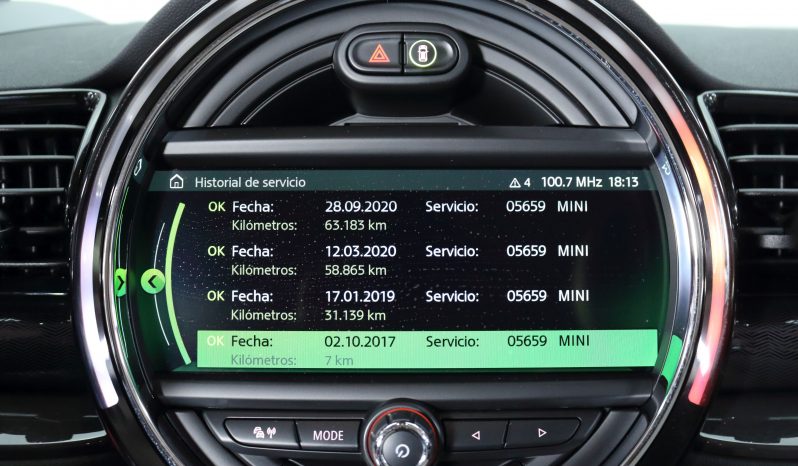 Historial de servicio 4 100.7 MHz 18:13
OK Fecha: 28.09.2020 Servicio: 05659 MINI
Kilómetros: 63.183 km
OK Fecha: 12.03.2020 Servicio: 05659 MINI
Kilómetros: 58.865 km
OK Fecha: 17.01.2019 Servicio: 05659 MINI
Kilómetros: 31.139 km
OK Fecha: 02.10.2017 Servicio: 05659 MINI
Kilómetros: 7 km
MODE